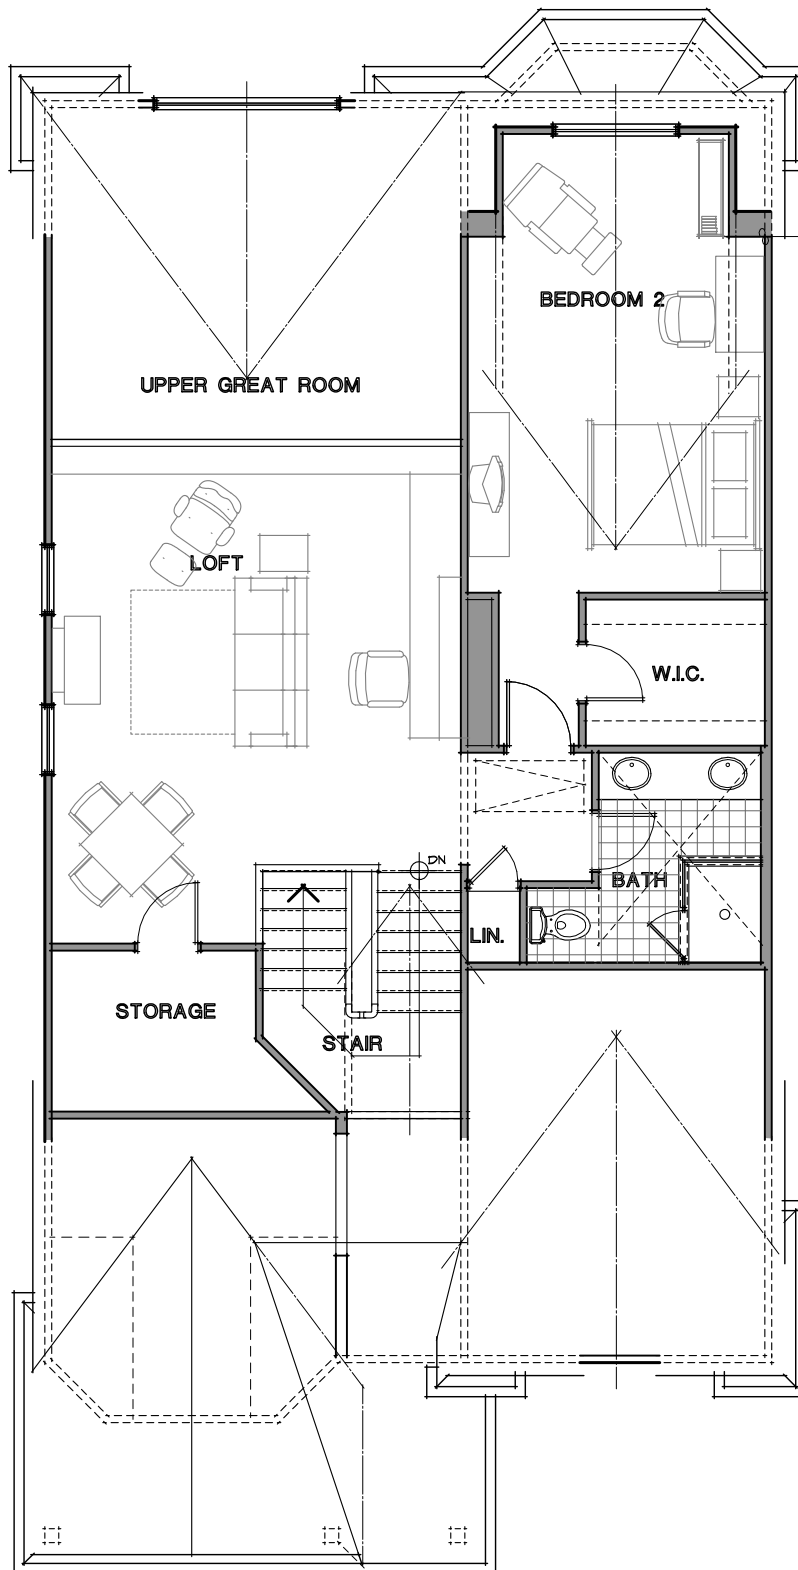 BEDROOM 2
UPPER GREAT ROOM
LOFT
W.I.C.
DN
BATH
LIN.
STORAGE
STAIR